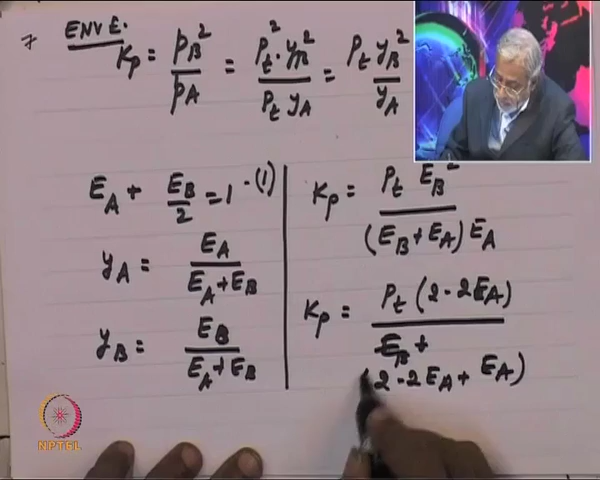 7 ENV E.
Kp = pB² / pA = Pt² · yB² / Pt yA = Pt yB² / yA
EA + EB/2 = 1 - (1)
yA = EA / EA + EB
yB = EB / EA + EB
Kp = Pt EB² / (EB + EA) EA
Kp = Pt (2 - 2EA) / EB +
(2 - 2EA + EA)
NPTEL